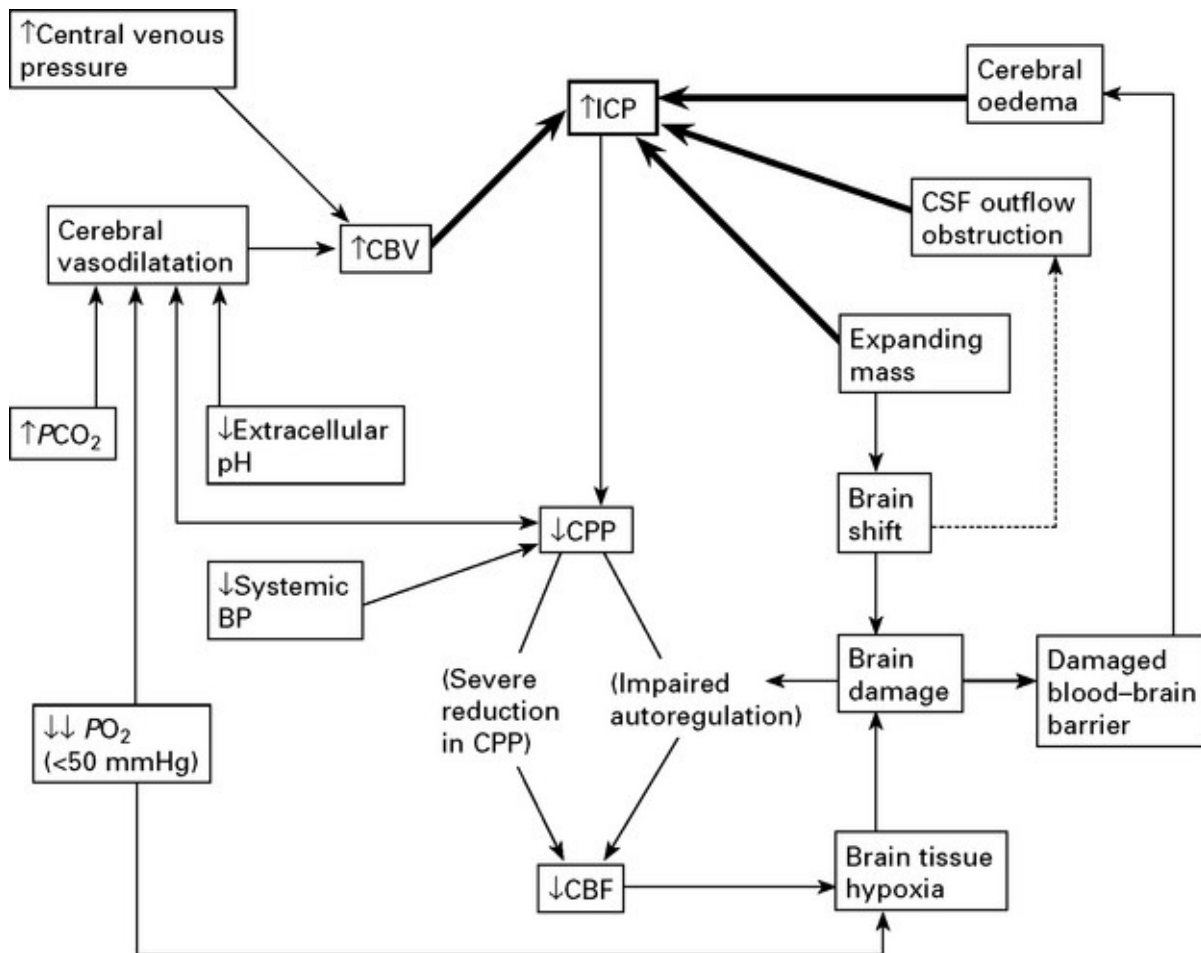 ↑Central venous
pressure
↑ICP
Cerebral
oedema
CSF outflow
obstruction
Cerebral
vasodilatation
↑CBV
Expanding
mass
↑PCO₂
↓Extracellular
pH
Brain
shift
↓CPP
↓Systemic
BP
Brain
damage
Damaged
blood–brain
barrier
(Severe
reduction
in CPP)
(Impaired
autoregulation)
↓↓ PO₂
(<50 mmHg)
↓CBF
Brain tissue
hypoxia